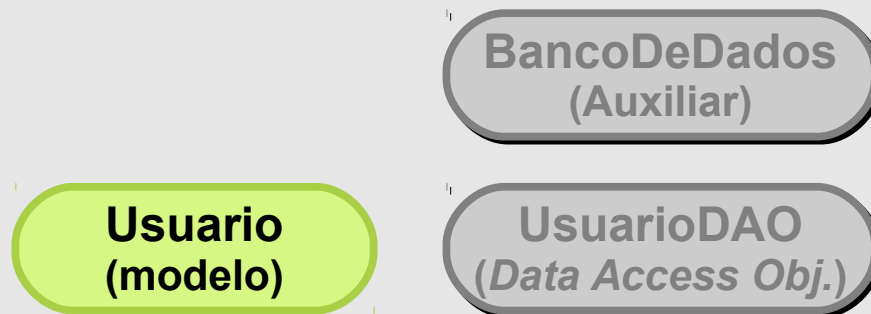 BancoDeDados
(Auxiliar)
Usuario
(modelo)
UsuarioDAO
(Data Access Obj.)